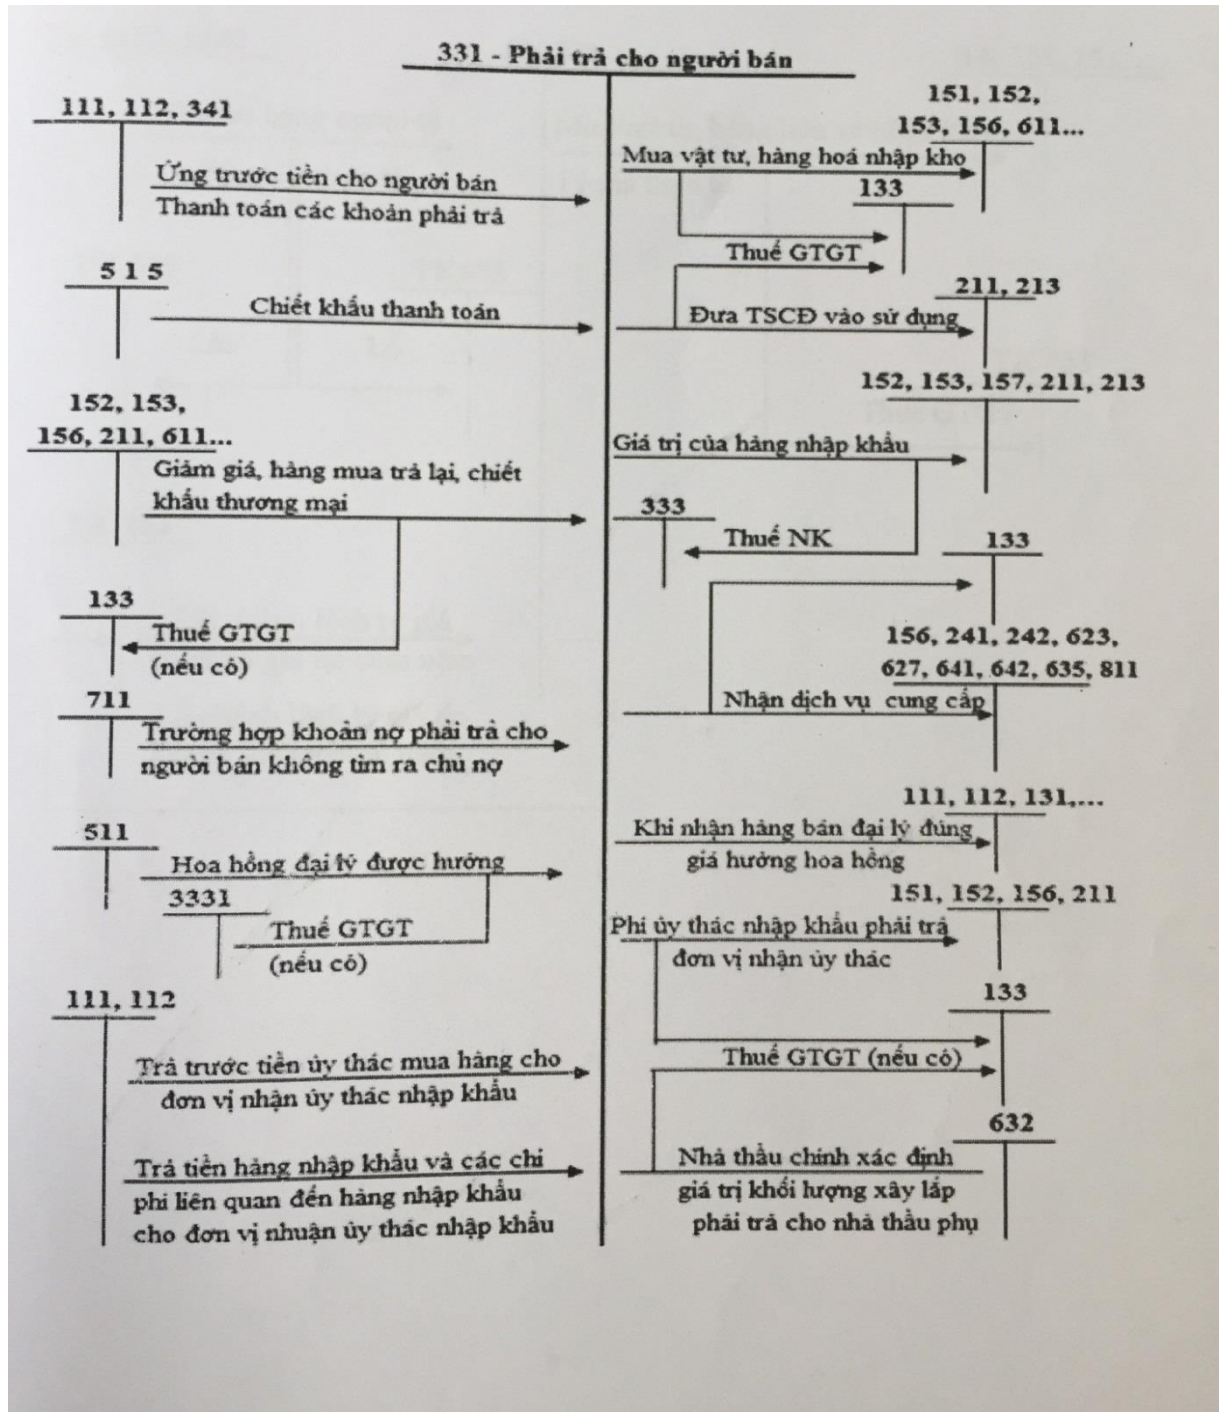 331 - Phải trả cho người bán
111, 112, 341
Ứng trước tiền cho người bán
Thanh toán các khoản phải trả
5 1 5
Chiết khấu thanh toán
152, 153,
156, 211, 611...
Giảm giá, hàng mua trả lại, chiết
khấu thương mại
133
Thuế GTGT
(nếu có)
711
Trường hợp khoản nợ phải trả cho
người bán không tìm ra chủ nợ
511
Hoa hồng đại lý được hưởng
3331
Thuế GTGT
(nếu có)
111, 112
Trả trước tiền ủy thác mua hàng cho
đơn vị nhận ủy thác nhập khẩu
Trả tiền hàng nhập khẩu và các chi
phí liên quan đến hàng nhập khẩu
cho đơn vị nhuận ủy thác nhập khẩu
151, 152,
153, 156, 611...
Mua vật tư, hàng hoá nhập kho
133
Thuế GTGT
211, 213
Đưa TSCĐ vào sử dụng
152, 153, 157, 211, 213
Giá trị của hàng nhập khẩu
333
Thuế NK
133
156, 241, 242, 623,
627, 641, 642, 635, 811
Nhận dịch vụ cung cấp
111, 112, 131,...
Khi nhận hàng bán đại lý đúng
giá hưởng hoa hồng
151, 152, 156, 211
Phí ủy thác nhập khẩu phải trả
đơn vị nhận ủy thác
133
Thuế GTGT (nếu có)
632
Nhà thầu chính xác định
giá trị khối lượng xây lắp
phải trả cho nhà thầu phụ